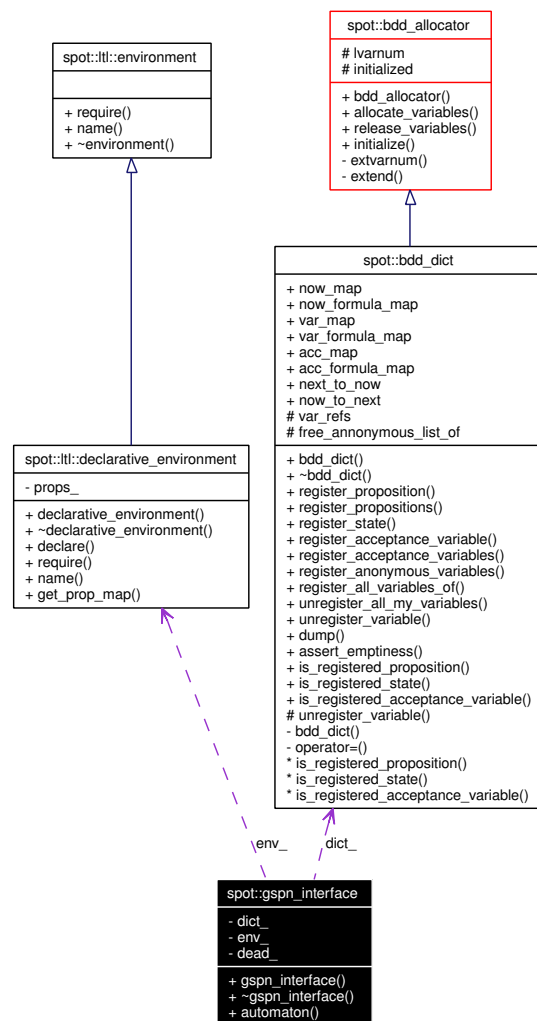 spot::ltl::environment
+ require()
+ name()
+ ~environment()
spot::bdd_allocator
# lvarnum
# initialized
+ bdd_allocator()
+ allocate_variables()
+ release_variables()
+ initialize()
- extvarnum()
- extend()
spot::bdd_dict
+ now_map
+ now_formula_map
+ var_map
+ var_formula_map
+ acc_map
+ acc_formula_map
+ next_to_now
+ now_to_next
# var_refs
# free_annonymous_list_of
+ bdd_dict()
+ ~bdd_dict()
+ register_proposition()
+ register_propositions()
+ register_state()
+ register_acceptance_variable()
+ register_acceptance_variables()
+ register_anonymous_variables()
+ register_all_variables_of()
+ unregister_all_my_variables()
+ unregister_variable()
+ dump()
+ assert_emptiness()
+ is_registered_proposition()
+ is_registered_state()
+ is_registered_acceptance_variable()
# unregister_variable()
- bdd_dict()
- operator=()
* is_registered_proposition()
* is_registered_state()
* is_registered_acceptance_variable()
spot::ltl::declarative_environment
- props_
+ declarative_environment()
+ ~declarative_environment()
+ declare()
+ require()
+ name()
+ get_prop_map()
env_
dict_
spot::gspn_interface
- dict_
- env_
- dead_
+ gspn_interface()
+ ~gspn_interface()
+ automaton()